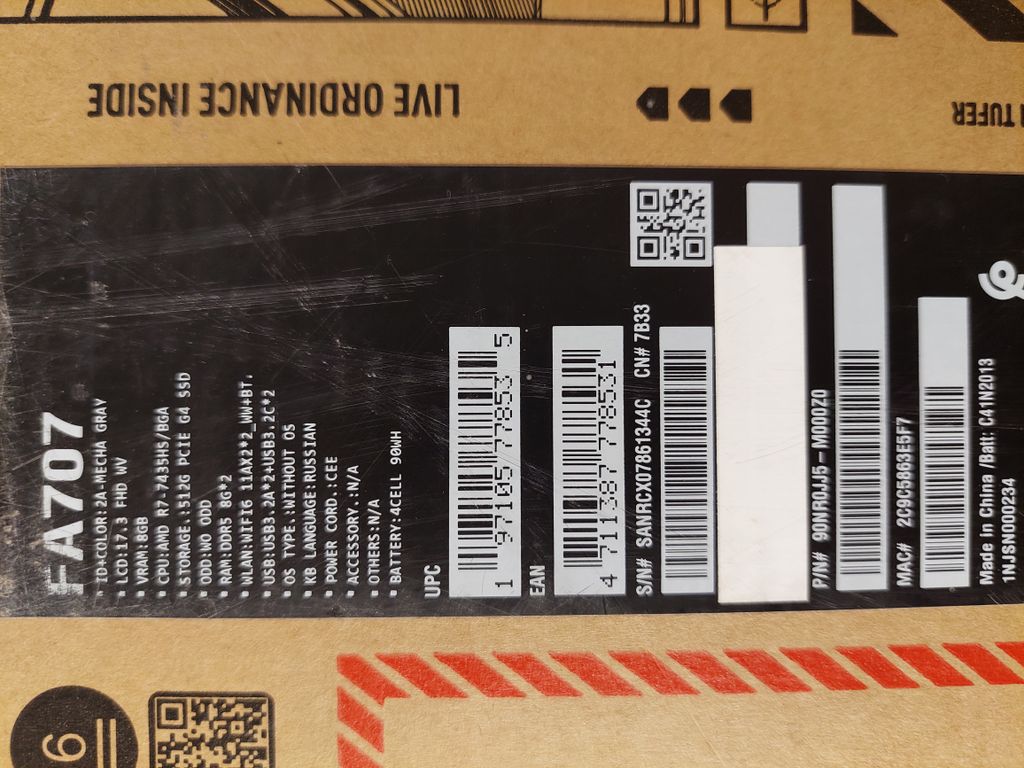 LIVE ORDINANCE INSIDE
TUFER
FA707
ID+COLOR:2A-MECHA GRAY
LCD:17.3 FHD WV
VRAM:8GB
CPU:AMD R7-7435HS/BGA
STORAGE.:512G PCIE G4 SSD
ODD:WO ODD
RAM:DDR5 8G*2
WLAN:WIFI6 11AX2*2_WW+BT.
USB:USB3.2A*2+USB3.2C*2
OS TYPE.:WITHOUT OS
KB LANGUAGE:RUSSIAN
POWER CORD.:CEE
ACCESSORY.:N/A
OTHERS:N/A
BATTERY:4CELL 90WH
UPC
1 97105 77853 5
EAN
4 711387 778531
S/N# SANRCX07861344C CN# 7B33
P/N# 90NR0JJ5-M00020
MAC# 2C9C5863E5F7
Made in China /Batt: C41N2013
1NJSN000234
6